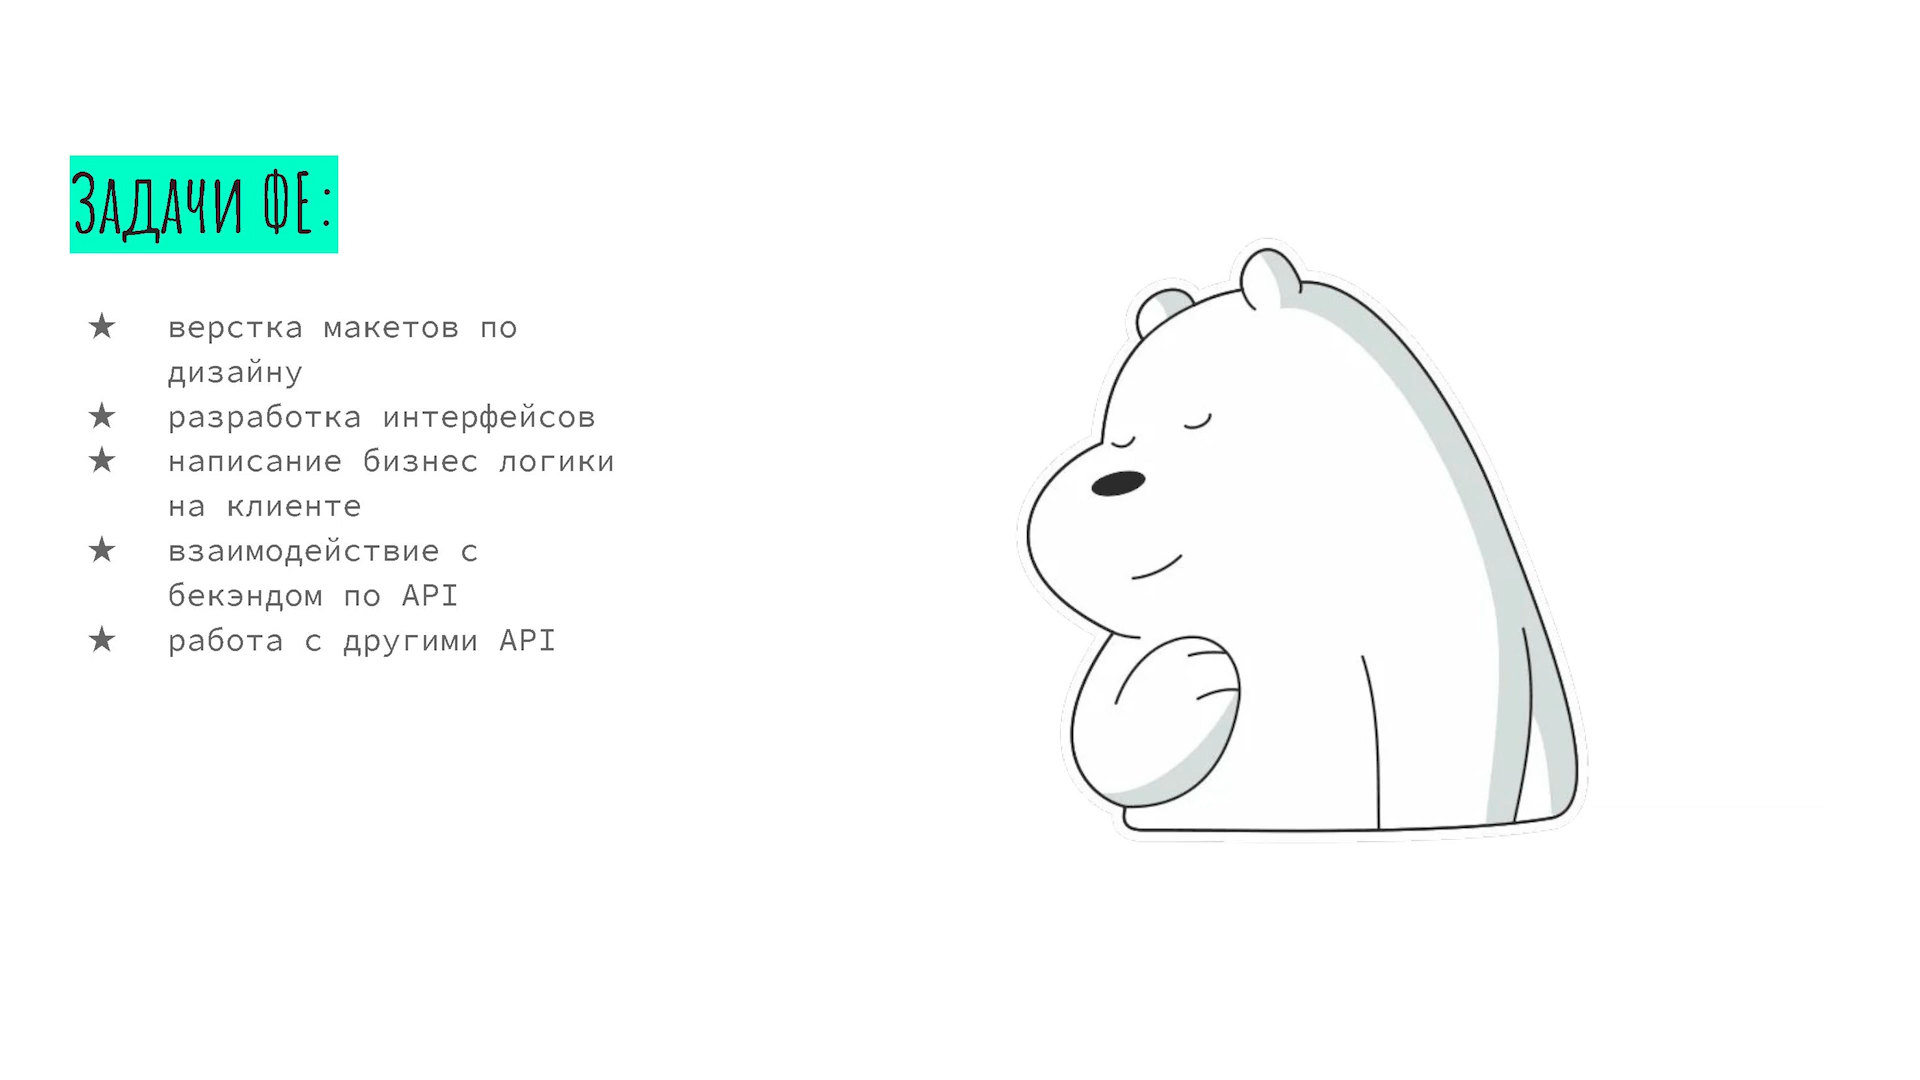 ЗАДАЧИ ФЕ:
★ верстка макетов по
дизайну
★ разработка интерфейсов
★ написание бизнес логики
на клиенте
★ взаимодействие с
бекэндом по API
★ работа с другими API